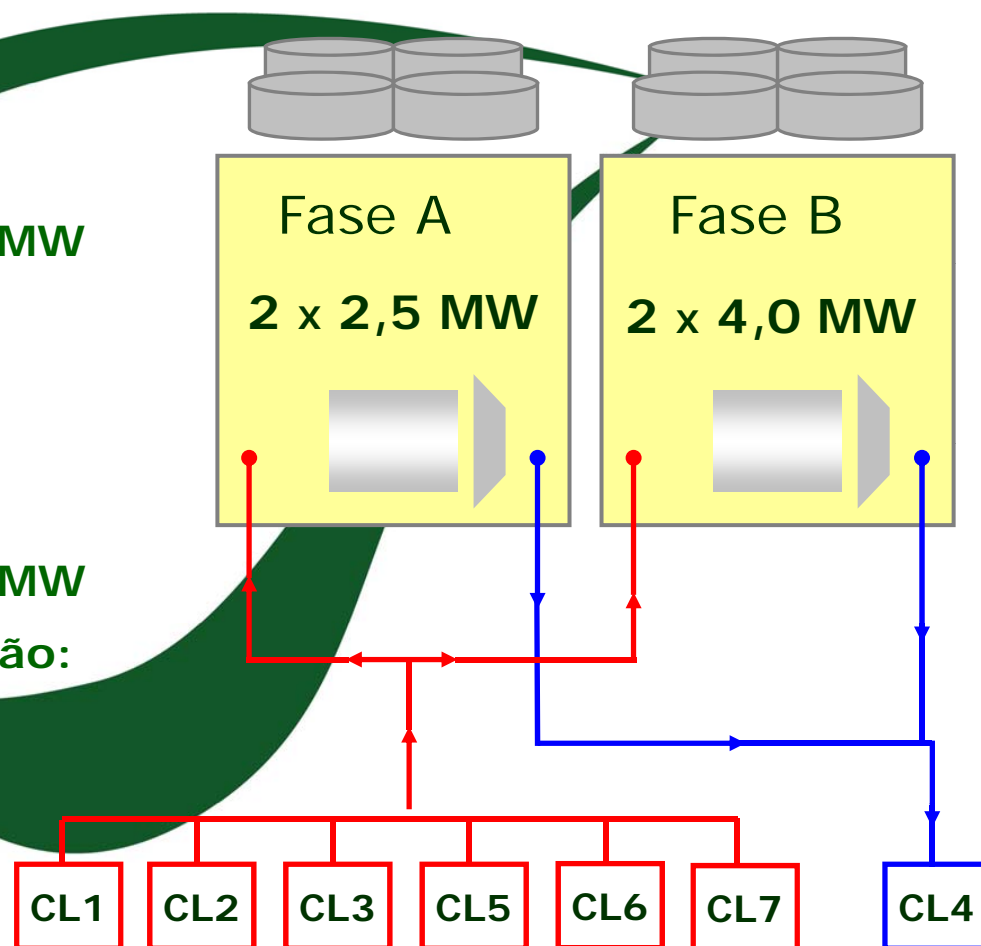 MW
Fase A
2 x 2,5 MW
Fase B
2 x 4,0 MW
MW
ão:
CL1
CL2
CL3
CL5
CL6
CL7
CL4